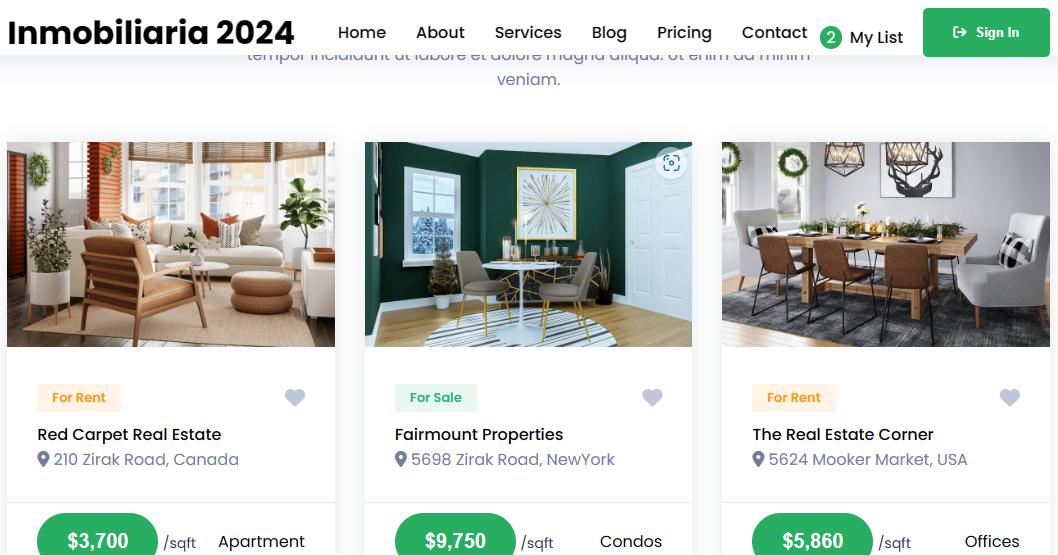 Inmobiliaria 2024
Home About Services Blog Pricing Contact 2 My List Sign In
tempor incididunt ut labore et dolore magna aliqua. Ut enim ad minim
veniam.
For Rent
Red Carpet Real Estate
210 Zirak Road, Canada
$3,700 /sqft Apartment
For Sale
Fairmount Properties
5698 Zirak Road, NewYork
$9,750 /sqft Condos
For Rent
The Real Estate Corner
5624 Mooker Market, USA
$5,860 /sqft Offices